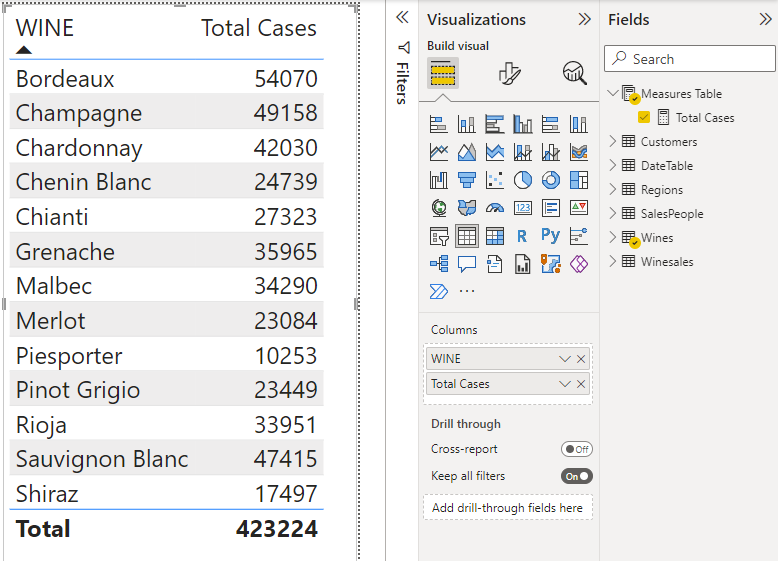 WINE Total Cases
Bordeaux 54070
Champagne 49158
Chardonnay 42030
Chenin Blanc 24739
Chianti 27323
Grenache 35965
Malbec 34290
Merlot 23084
Piesporter 10253
Pinot Grigio 23449
Rioja 33951
Sauvignon Blanc 47415
Shiraz 17497
Total 423224
Filters
Visualizations
Build visual
123
R Py
Columns
WINE
Total Cases
Drill through
Cross-report Off
Keep all filters On
Add drill-through fields here
Fields
Search
Measures Table
Total Cases
Customers
DateTable
Regions
SalesPeople
Wines
Winesales